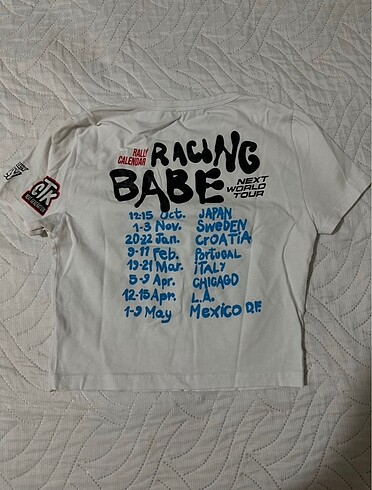 RALLY
CALENDAR
RACING
BABE
NEXT
WORLD
TOUR
12-15 Oct. JAPAN
1-3 Nov. SWEDEN
20-22 Jan. CROATIA
9-11 Feb. Portugal
19-21 Mar. ITALY
5-9 Apr. CHICAGO
12-15 Apr. L.A.
1-9 May Mexico D.F.